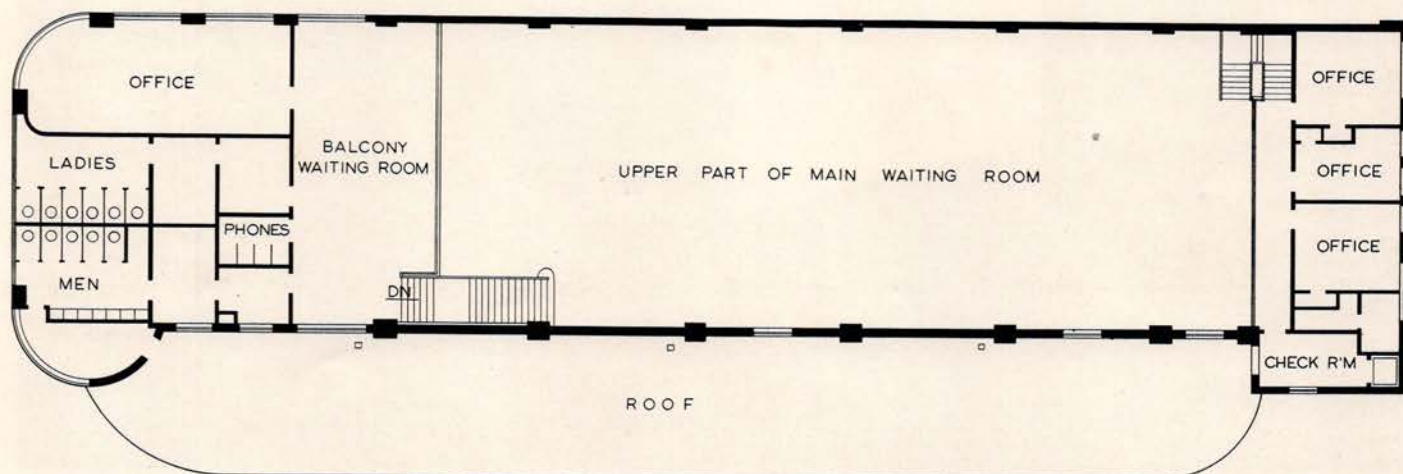 OFFICE
LADIES
BALCONY
WAITING ROOM
PHONES
MEN
DN
UPPER PART OF MAIN WAITING ROOM
OFFICE
OFFICE
OFFICE
CHECK R'M
ROOF